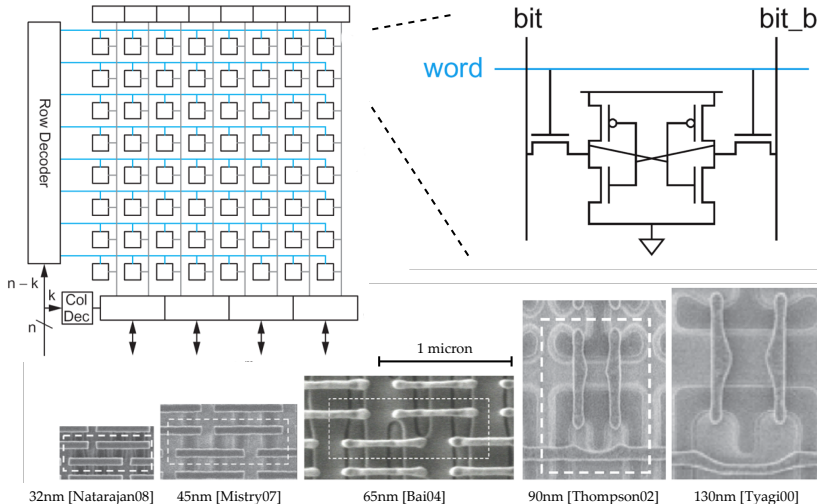 bit
bit_b
word
Row Decoder
n – k
k
n
Col
Dec
1 micron
32nm [Natarajan08]
45nm [Mistry07]
65nm [Bai04]
90nm [Thompson02]
130nm [Tyagi00]